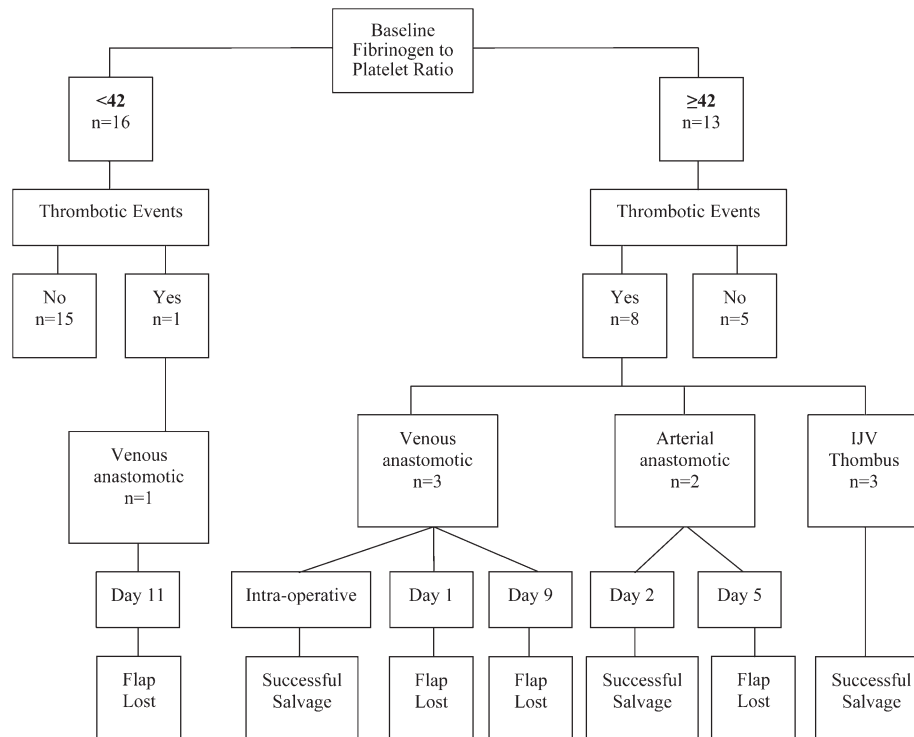 Baseline
Fibrinogen to
Platelet Ratio
<42
n=16
≥42
n=13
Thrombotic Events
Thrombotic Events
No
n=15
Yes
n=1
Yes
n=8
No
n=5
Venous
anastomotic
n=1
Venous
anastomotic
n=3
Arterial
anastomotic
n=2
IJV
Thombus
n=3
Day 11
Intra-operative
Day 1
Day 9
Day 2
Day 5
Flap
Lost
Successful
Salvage
Flap
Lost
Flap
Lost
Successful
Salvage
Flap
Lost
Successful
Salvage